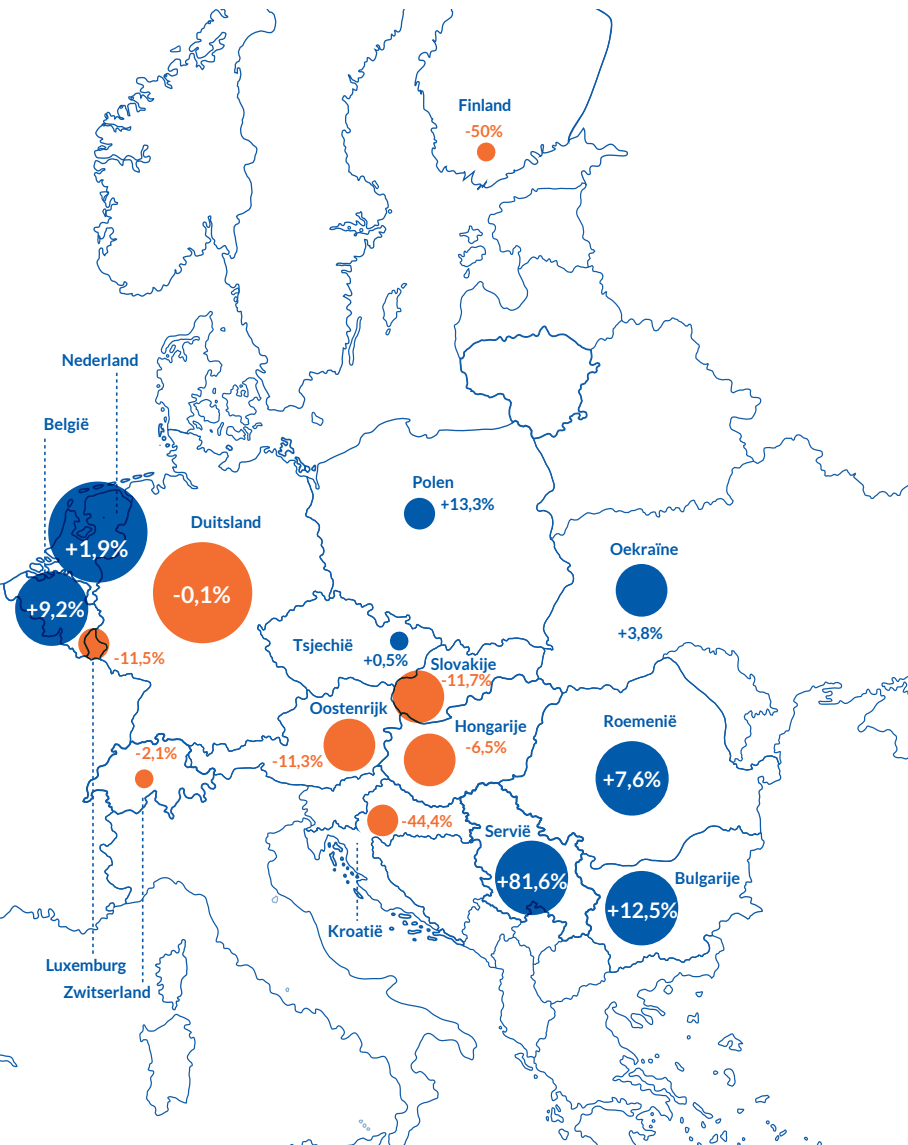 Finland
-50%
Nederland
België
Polen
+13,3%
Duitsland
+1,9%
Oekraïne
-0,1%
+9,2%
+3,8%
Tsjechië
-11,5%
+0,5%
Slovakije
-11,7%
Oostenrijk
Roemenië
Hongarije
-6,5%
-2,1%
-11,3%
+7,6%
-44,4%
Servië
Bulgarije
+81,6%
+12,5%
Kroatië
Luxemburg
Zwitserland